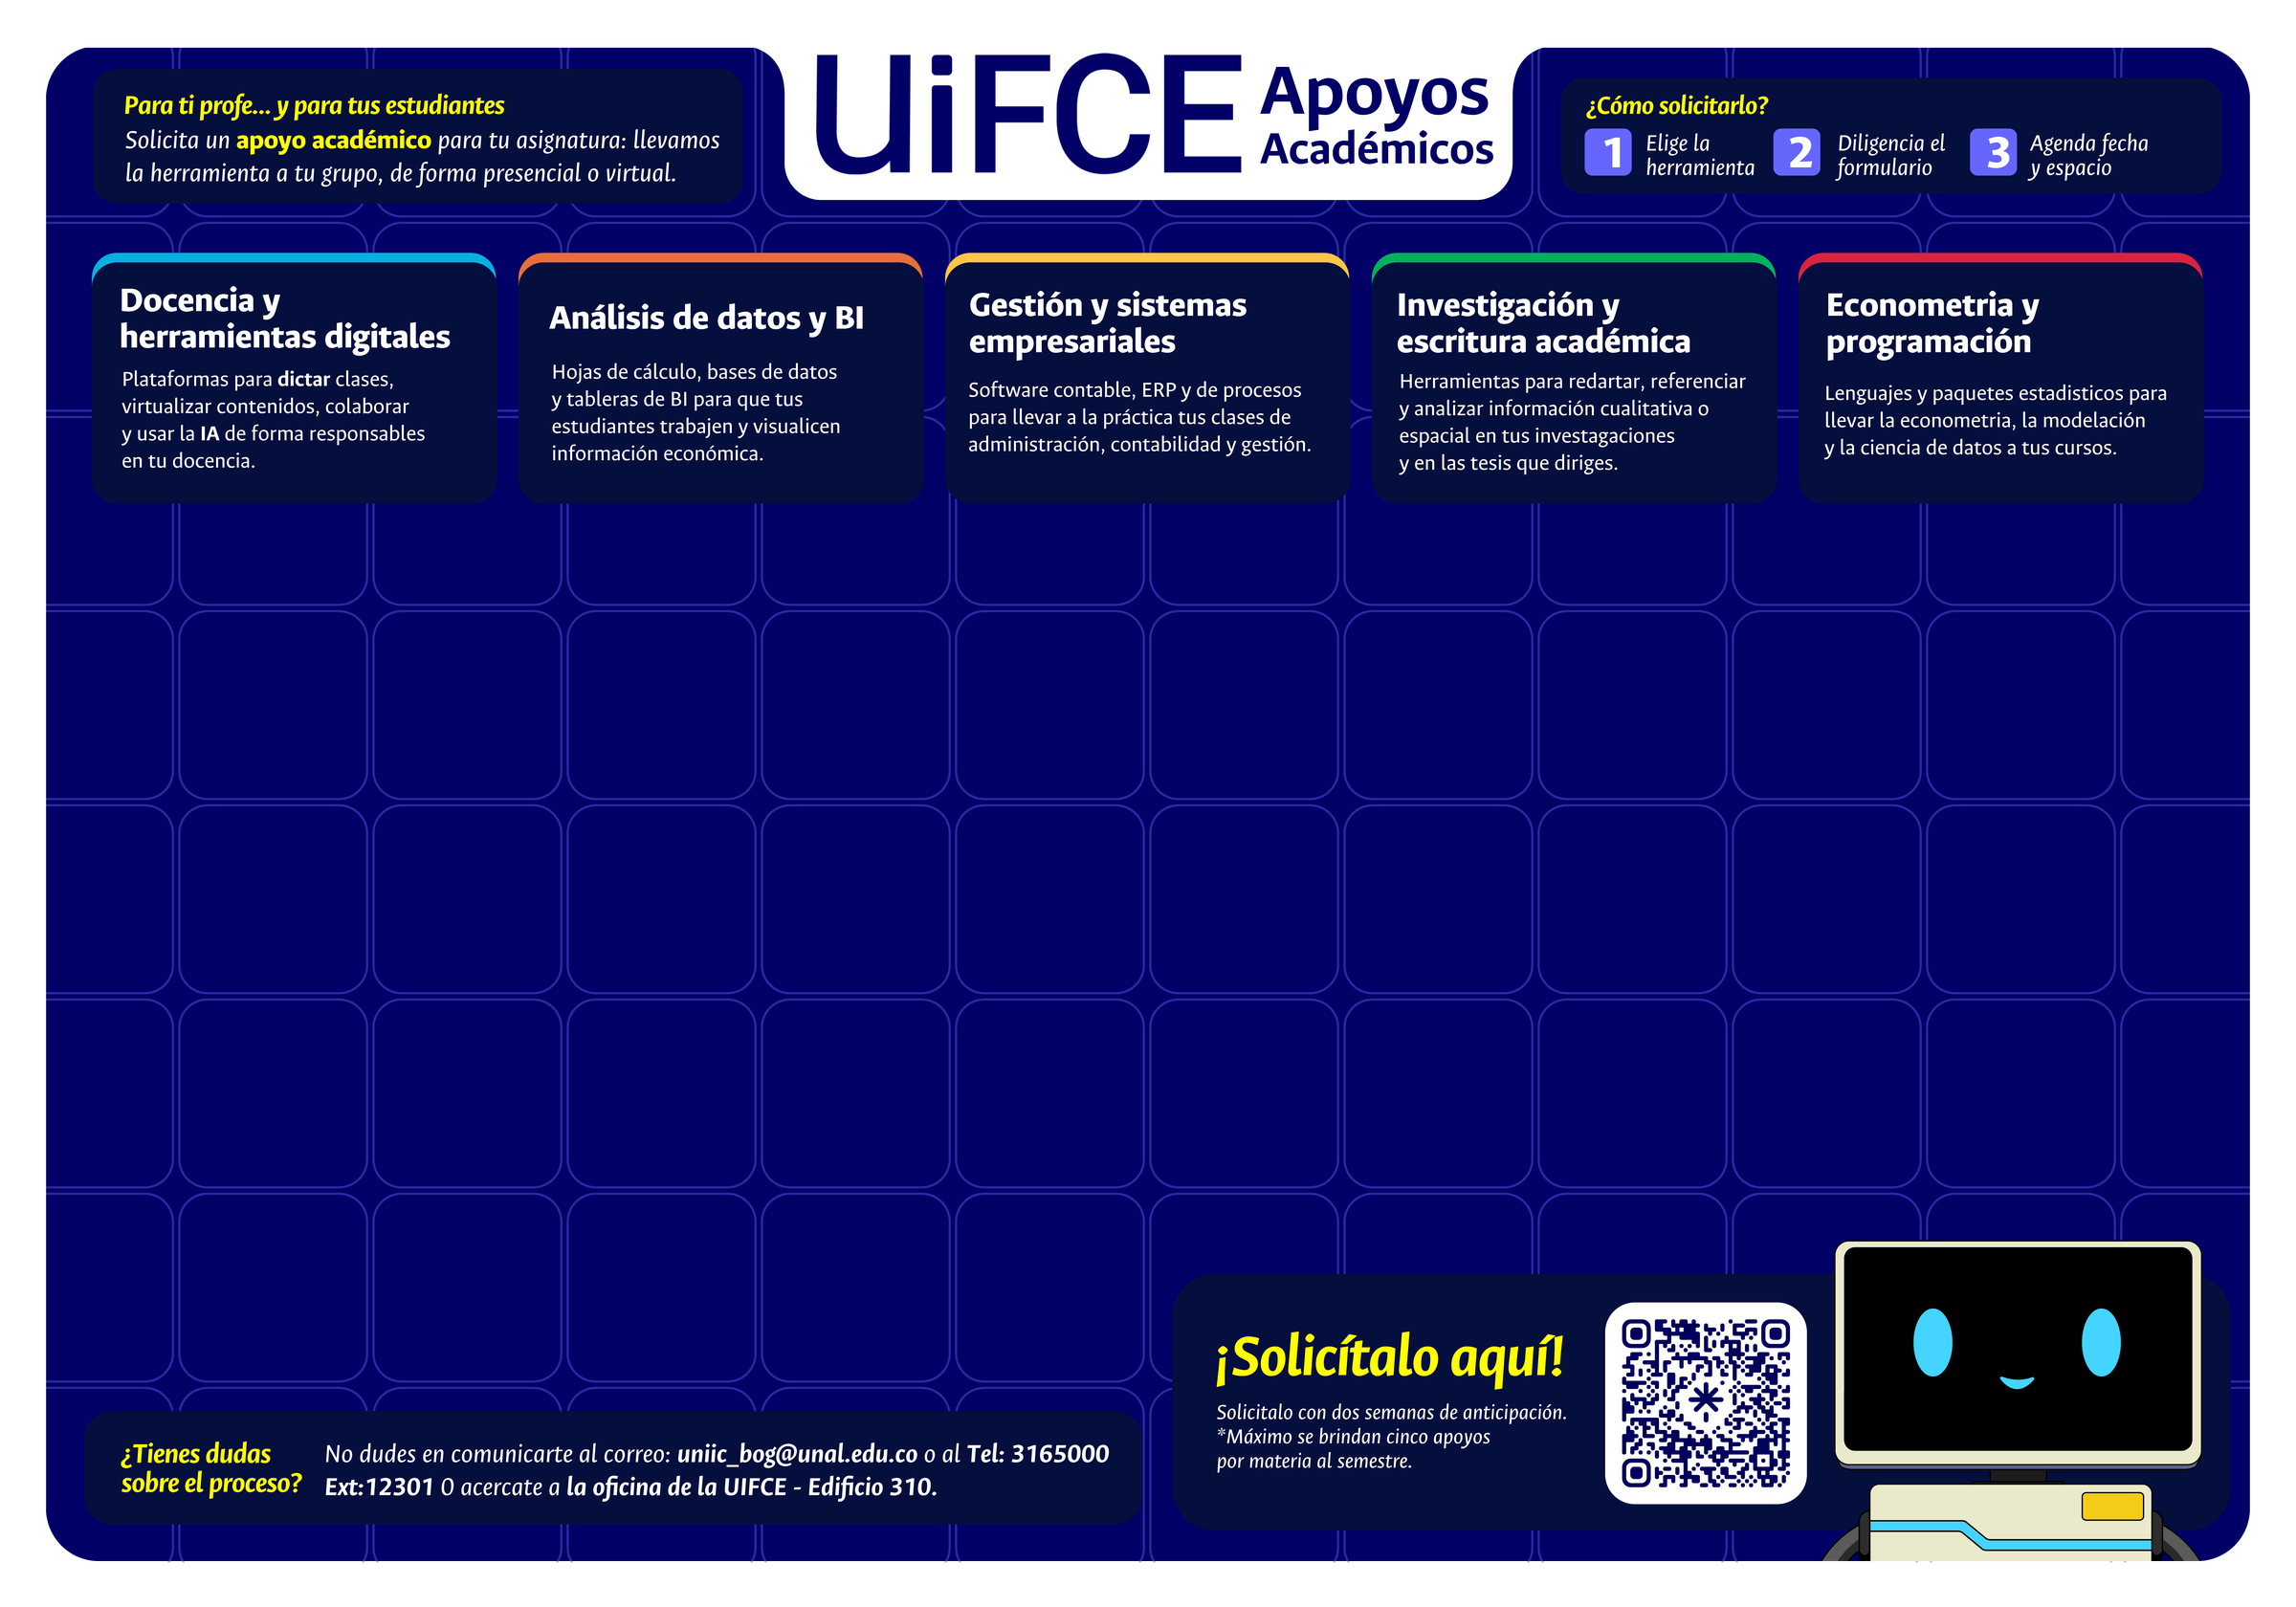 Para ti profe... y para tus estudiantes
Solicita un apoyo académico para tu asignatura: llevamos
la herramienta a tu grupo, de forma presencial o virtual.
UiFCE Apoyos
Académicos
¿Cómo solicitarlo?
1 Elige la
herramienta
2 Diligencia el
formulario
3 Agenda fecha
y espacio
Docencia y
herramientas digitales
Plataformas para dictar clases,
virtualizar contenidos, colaborar
y usar la IA de forma responsables
en tu docencia.
Análisis de datos y BI
Hojas de cálculo, bases de datos
y tableras de BI para que tus
estudiantes trabajen y visualicen
información económica.
Gestión y sistemas
empresariales
Software contable, ERP y de procesos
para llevar a la práctica tus clases de
administración, contabilidad y gestión.
Investigación y
escritura académica
Herramientas para redartar, referenciar
y analizar información cualitativa o
espacial en tus investagaciones
y en las tesis que diriges.
Econometria y
programación
Lenguajes y paquetes estadisticos para
llevar la econometria, la modelación
y la ciencia de datos a tus cursos.
¡Solicítalo aquí!
Solicitalo con dos semanas de anticipación.
*Máximo se brindan cinco apoyos
por materia al semestre.
¿Tienes dudas
sobre el proceso?
No dudes en comunicarte al correo: uniic_bog@unal.edu.co o al Tel: 3165000
Ext:12301 O acercate a la oficina de la UIFCE - Edificio 310.